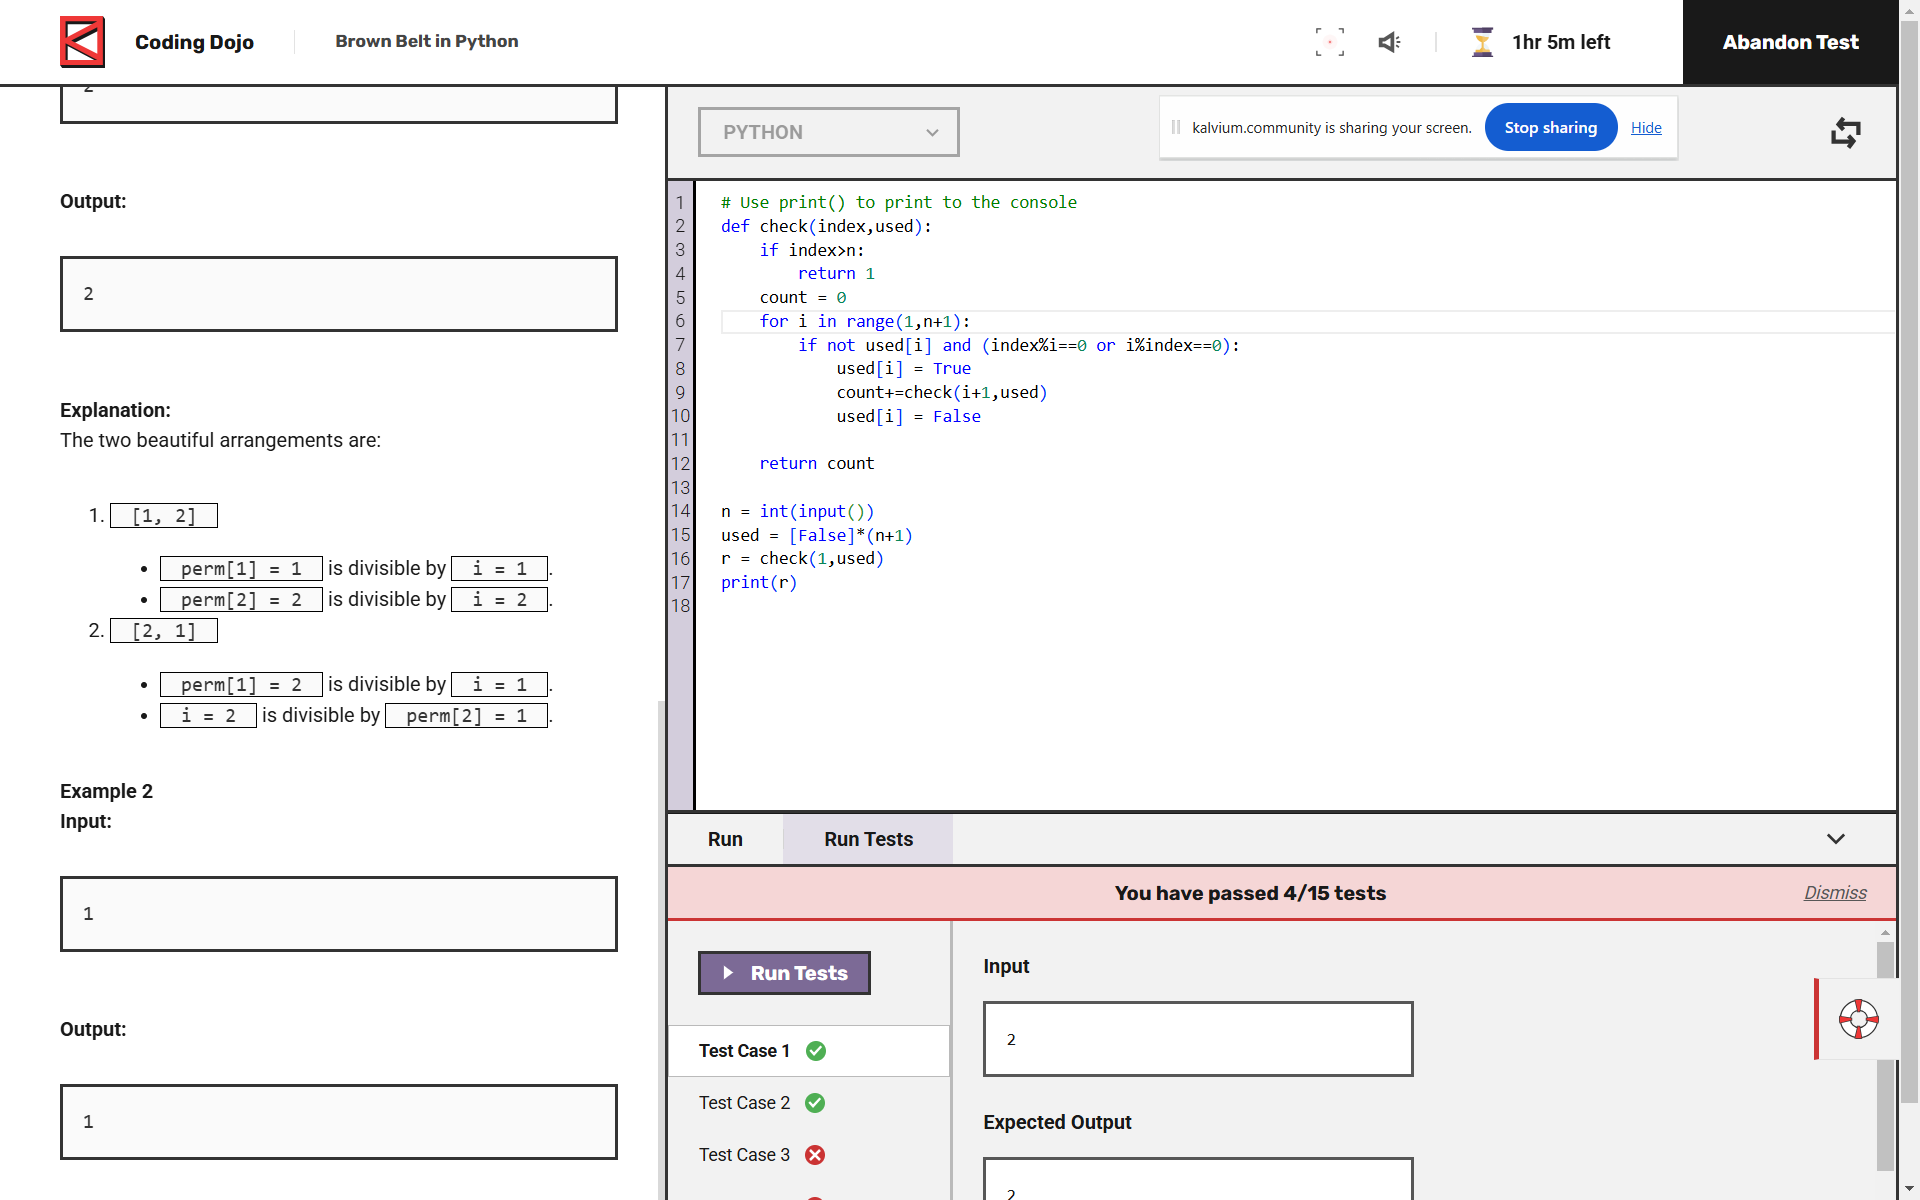 Coding Dojo
Brown Belt in Python
1hr 5m left
Abandon Test
2
Output:
2
Explanation:
The two beautiful arrangements are:
1. [1, 2]
• perm[1] = 1 is divisible by i = 1.
• perm[2] = 2 is divisible by i = 2.
2. [2, 1]
• perm[1] = 2 is divisible by i = 1.
• i = 2 is divisible by perm[2] = 1.
Example 2
Input:
1
Output:
1
PYTHON
kalvium.community is sharing your screen.
Stop sharing
Hide
1 # Use print() to print to the console
2 def check(index,used):
3     if index>n:
4         return 1
5     count = 0
6     for i in range(1,n+1):
7         if not used[i] and (index%i==0 or i%index==0):
8             used[i] = True
9             count+=check(i+1,used)
10             used[i] = False
11
12     return count
13
14 n = int(input())
15 used = [False]*(n+1)
16 r = check(1,used)
17 print(r)
18
Run
Run Tests
You have passed 4/15 tests
Dismiss
Run Tests
Test Case 1
Test Case 2
Test Case 3
Input
2
Expected Output
2